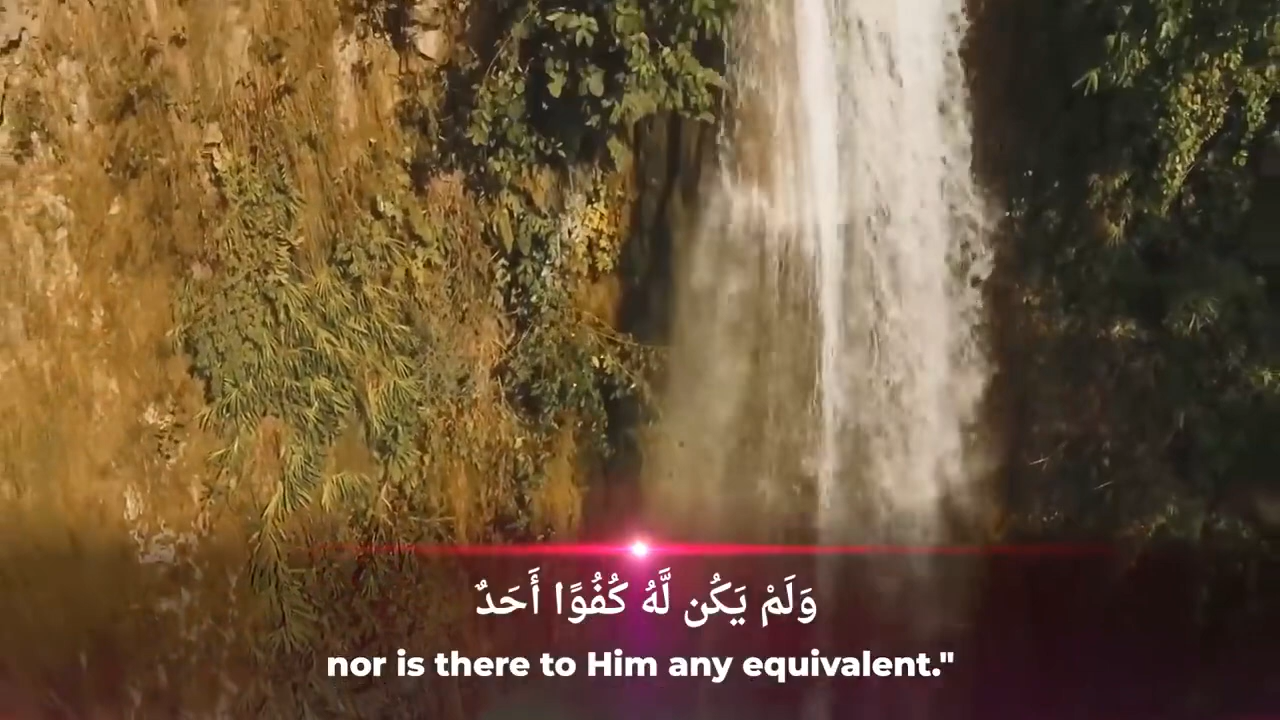 وَلَمْ يَكُن لَّهُ كُفُوًا أَحَدٌ
nor is there to Him any equivalent."